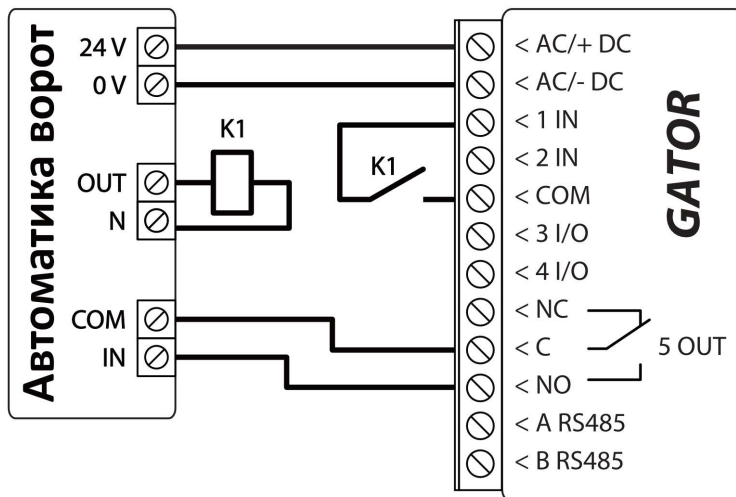 Автоматика ворот
24 V
0 V
OUT
N
COM
IN
K1
K1
< AC/+ DC
< AC/- DC
< 1 IN
< 2 IN
< COM
< 3 I/O
< 4 I/O
< NC
< C
< NO
< A RS485
< B RS485
5 OUT
GATOR